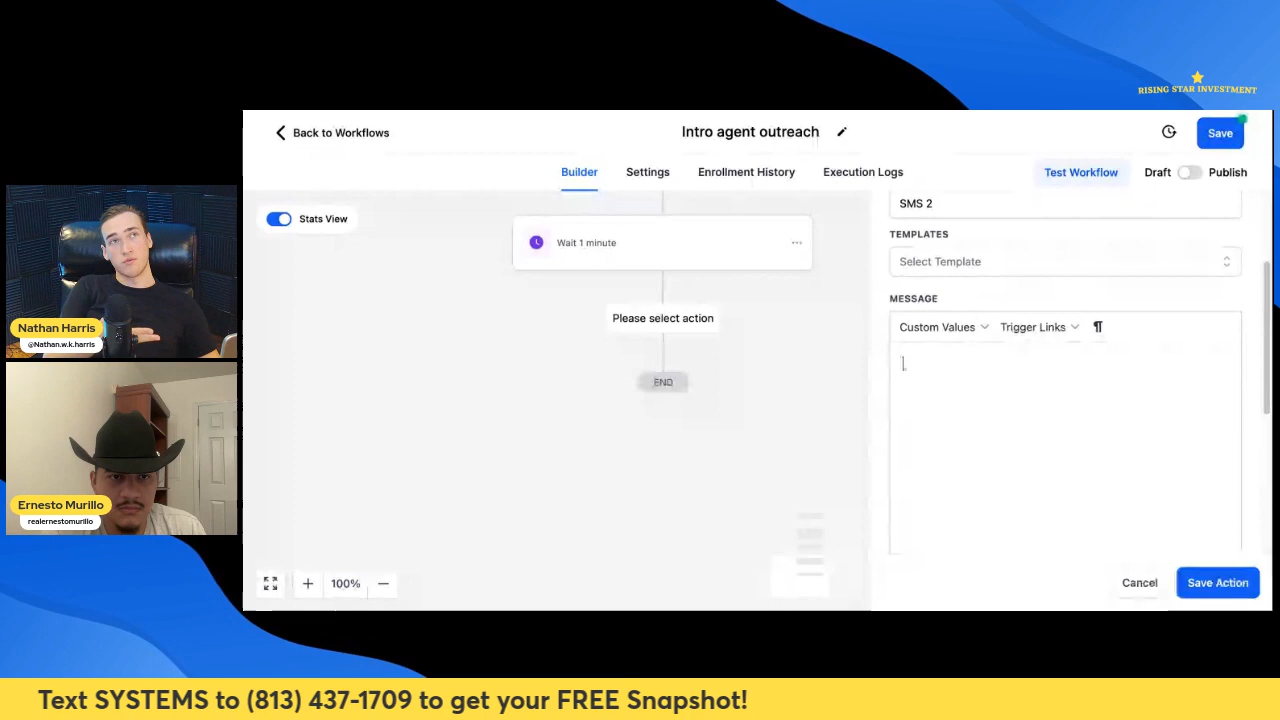 RISING STAR INVESTMENT
Back to Workflows
Intro agent outreach
Save
Builder
Settings
Enrollment History
Execution Logs
Test Workflow
Draft
Publish
Stats View
Wait 1 minute
Please select action
END
100%
SMS 2
TEMPLATES
Select Template
MESSAGE
Custom Values
Trigger Links
Cancel
Save Action
Nathan Harris
@Nathan.w.k.harris
Ernesto Murillo
realernestomurillo
Text SYSTEMS to (813) 437-1709 to get your FREE Snapshot!